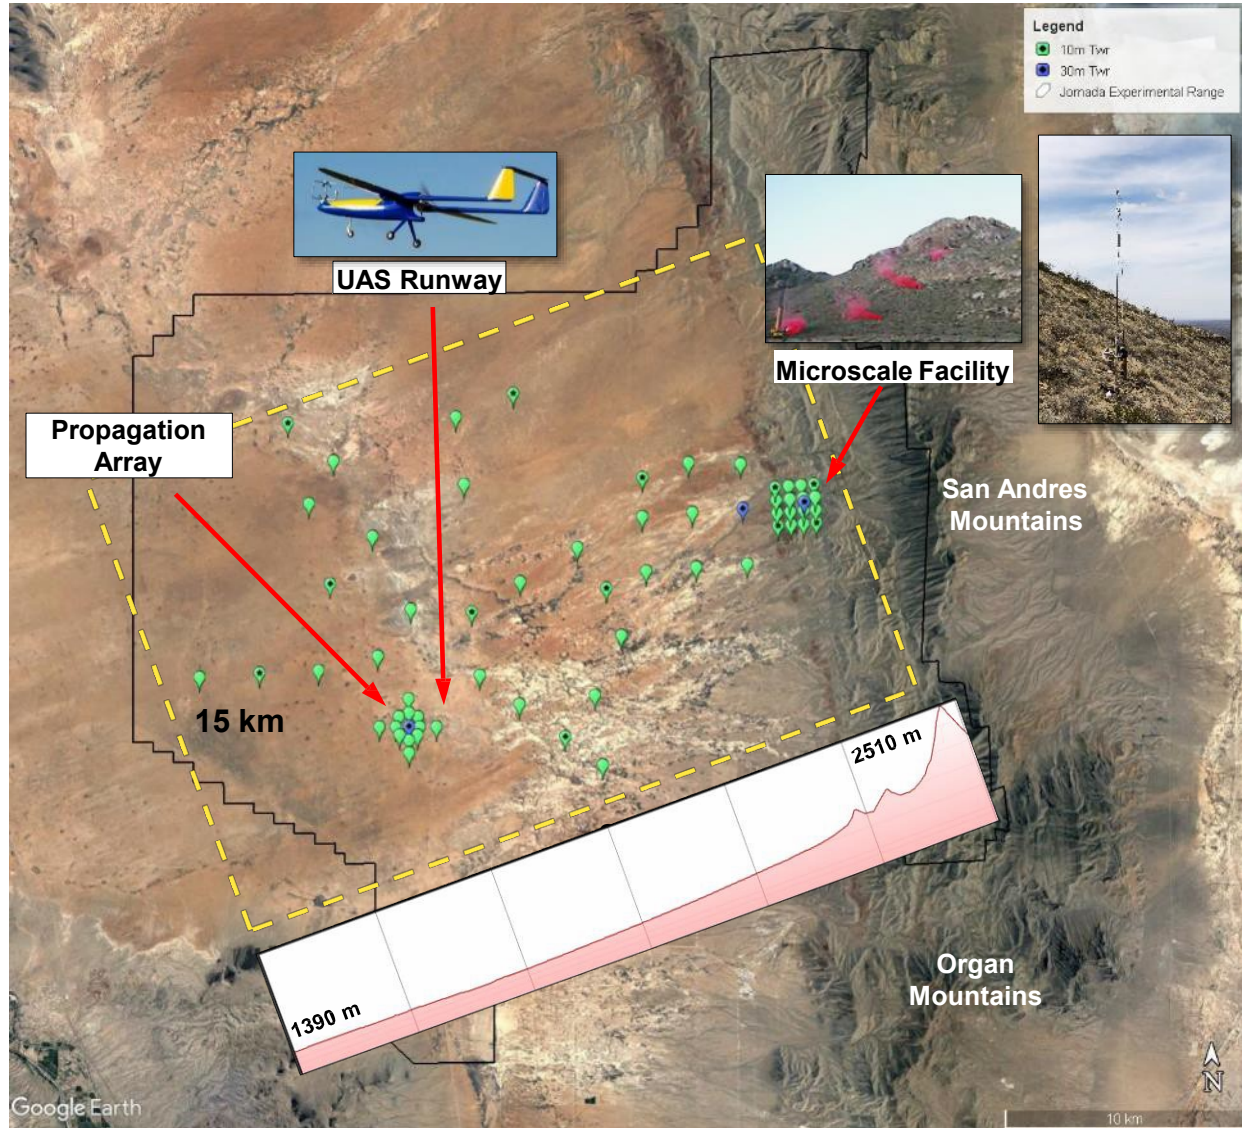 Legend
10m Twr
30m Twr
Jornada Experimental Range
UAS Runway
Microscale Facility
Propagation
Array
San Andres
Mountains
15 km
2510 m
1390 m
Organ
Mountains
N
Google Earth
10 km